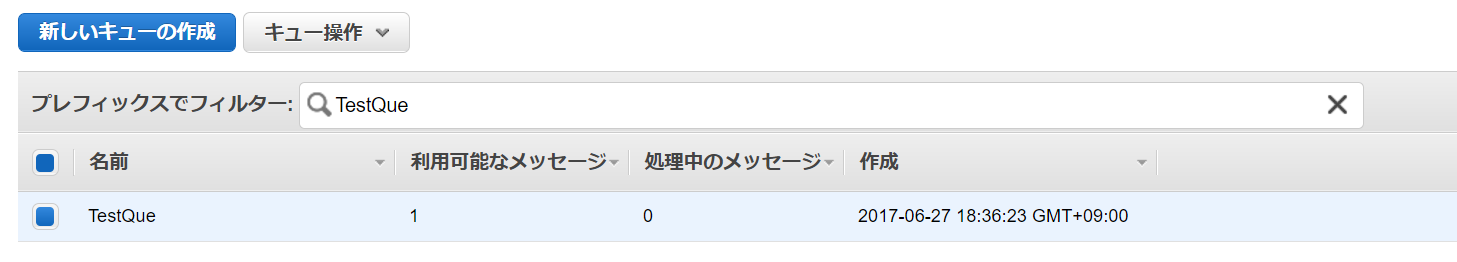 新しいキューの作成 キュー操作
プレフィックスでフィルター: TestQue
名前 利用可能なメッセージ 処理中のメッセージ 作成
TestQue 1 0 2017-06-27 18:36:23 GMT+09:00